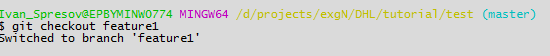 Ivan_Spresov@EPBYMINW0774 MINGW64 /d/projects/exgN/DHL/tutorial/test (master)
$ git checkout feature1
Switched to branch 'feature1'